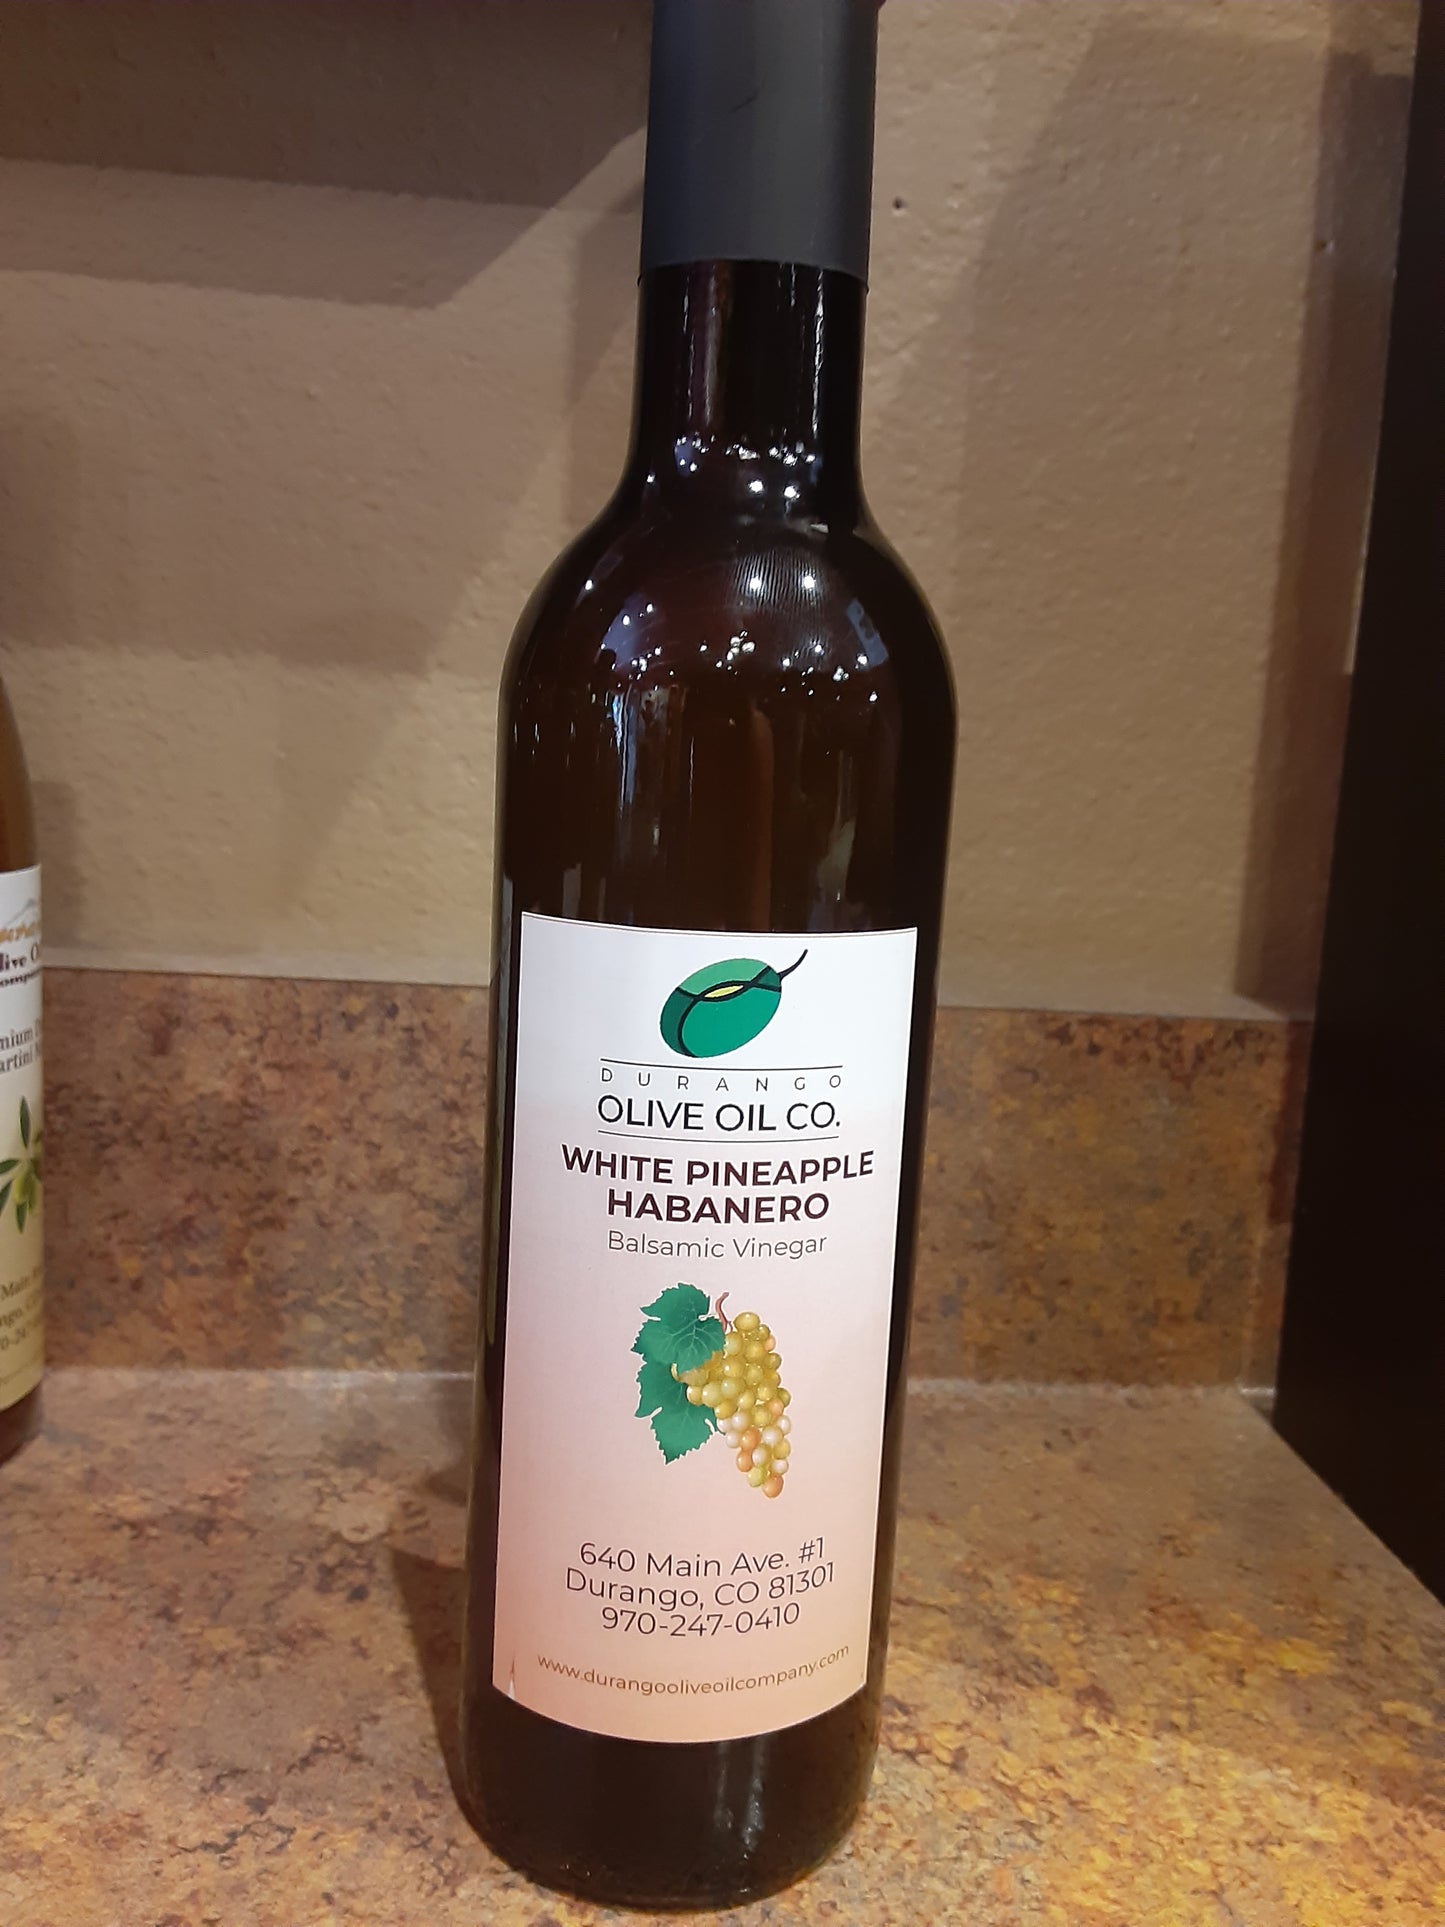 DURANGO
OLIVE OIL CO.
WHITE PINEAPPLE
HABANERO
Balsamic Vinegar
640 Main Ave. #1
Durango, CO 81301
970-247-0410
www.durangooliveoilcompany.com
Main